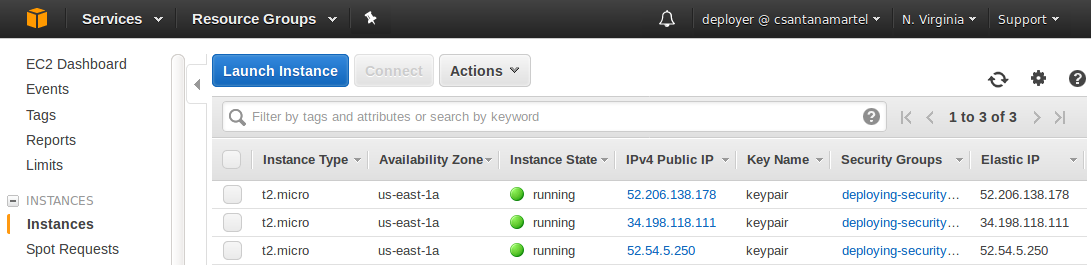 Services Resource Groups deployer @ csantanamartel N. Virginia Support
EC2 Dashboard
Events
Tags
Reports
Limits
INSTANCES
Instances
Spot Requests
Launch Instance Connect Actions
?
Filter by tags and attributes or search by keyword ? 1 to 3 of 3
Instance Type Availability Zone Instance State IPv4 Public IP Key Name Security Groups Elastic IP
t2.micro us-east-1a running 52.206.138.178 keypair deploying-security... 52.206.138.178
t2.micro us-east-1a running 34.198.118.111 keypair deploying-security... 34.198.118.111
t2.micro us-east-1a running 52.54.5.250 keypair deploying-security... 52.54.5.250